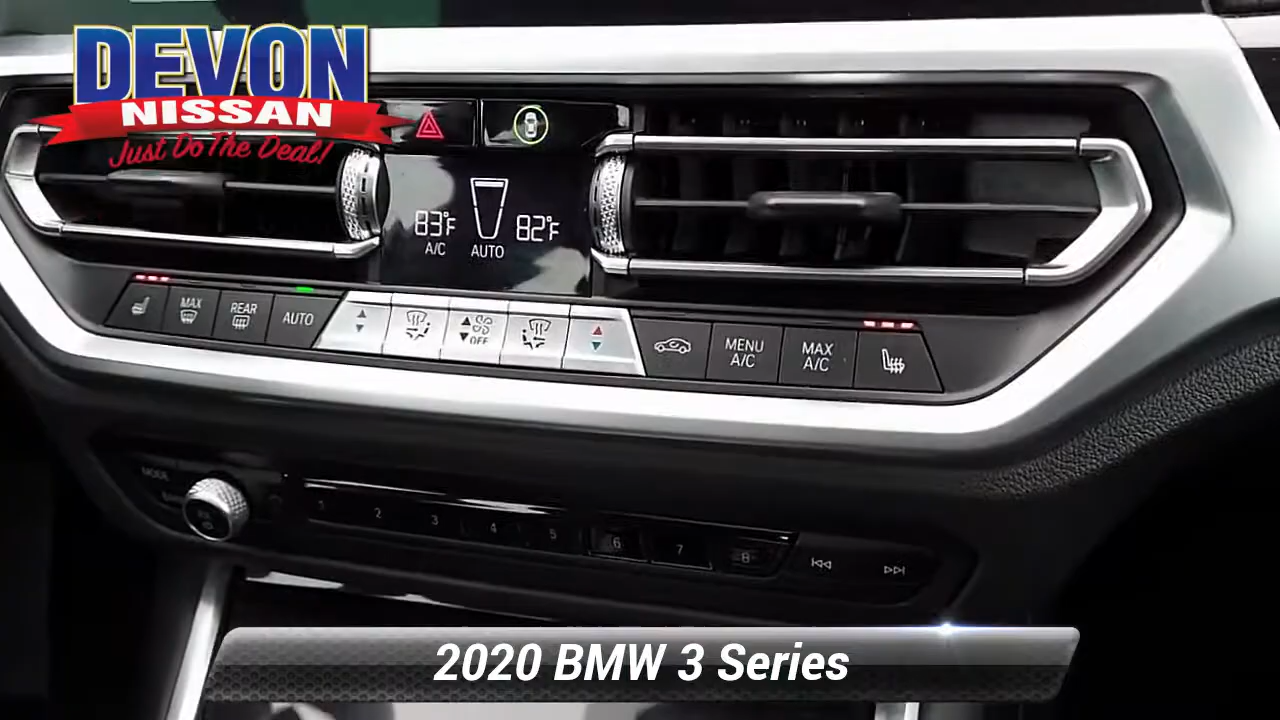 DEVON
NISSAN
Just Do The Deal!
83°F
82°F
A/C
AUTO
MAX
REAR
AUTO
OFF
MENU
A/C
MAX
A/C
MODE
1 2 3 4 5 6 7 8
2020 BMW 3 Series